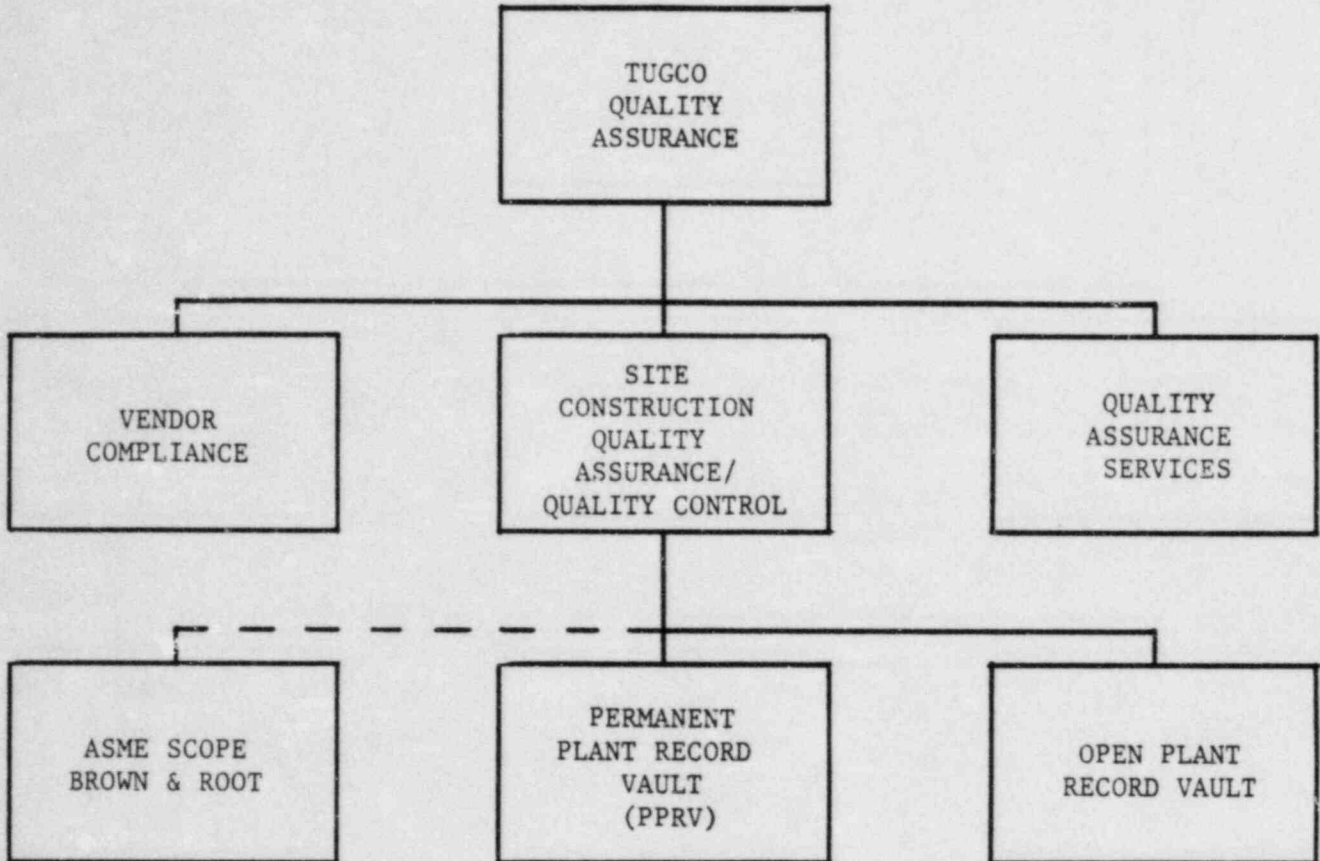 TUGCO
QUALITY
ASSURANCE
VENDOR
COMPLIANCE
SITE
CONSTRUCTION
QUALITY
ASSURANCE/
QUALITY CONTROL
QUALITY
ASSURANCE
SERVICES
ASME SCOPE
BROWN & ROOT
PERMANENT
PLANT RECORD
VAULT
(PPRV)
OPEN PLANT
RECORD VAULT